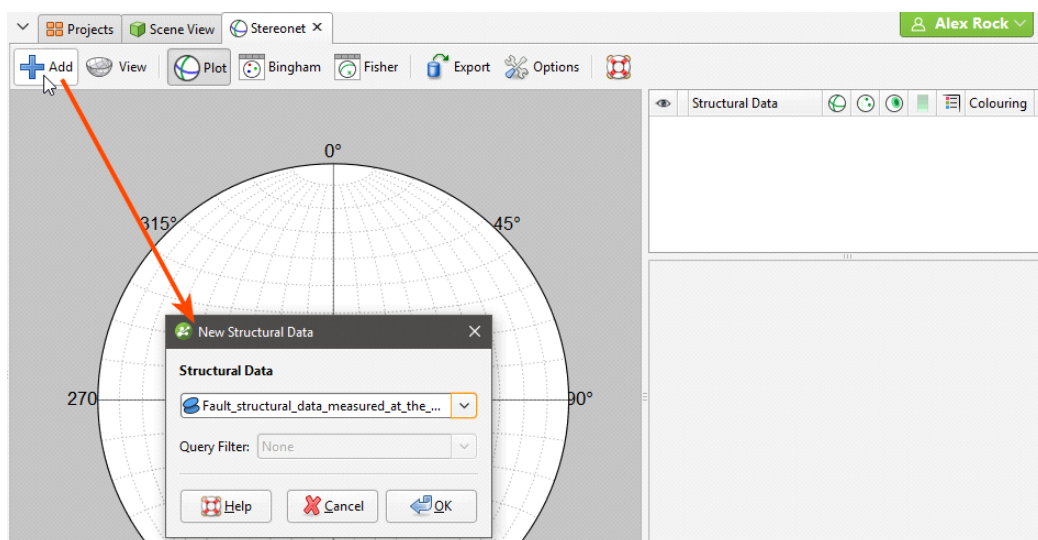 Projects Scene View Stereonet Alex Rock
Add View Plot Bingham Fisher Export Options
Structural Data Colouring
0°
315° 45°
New Structural Data
Structural Data
270 90°
Fault_structural_data_measured_at_the_...
Query Filter: None
Help Cancel OK